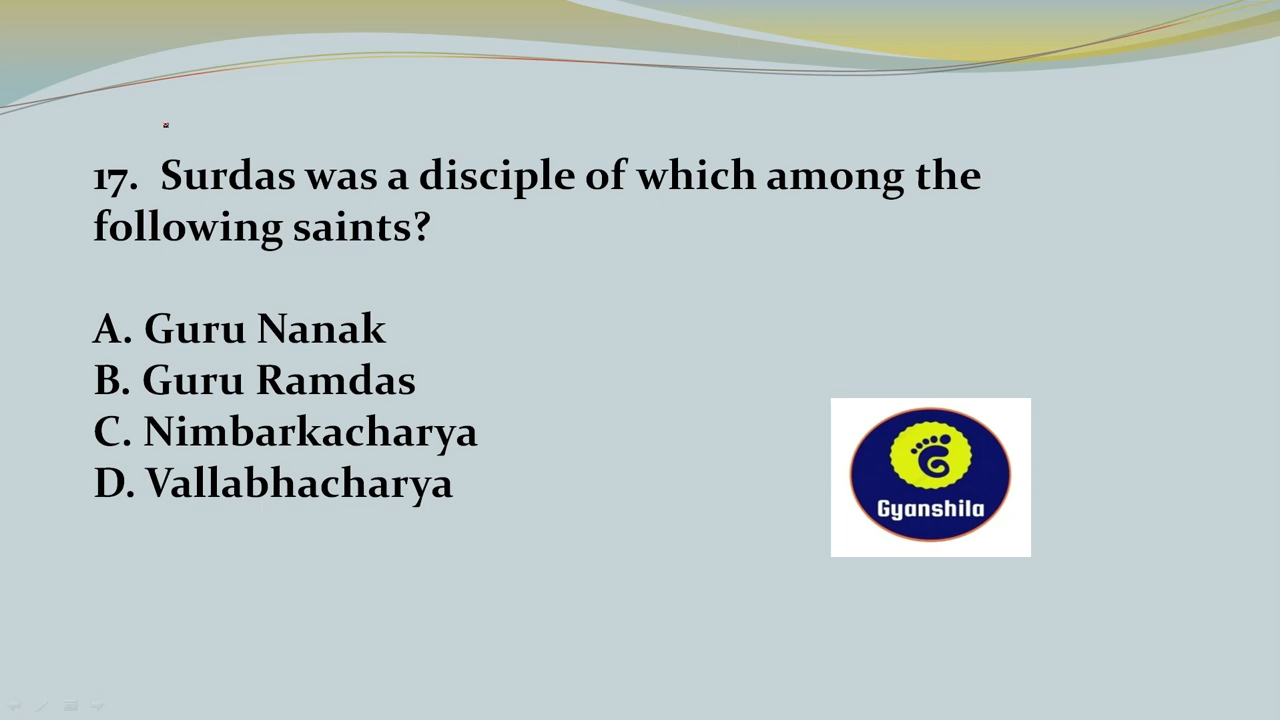 17. Surdas was a disciple of which among the
following saints?
A. Guru Nanak
B. Guru Ramdas
C. Nimbarkacharya
D. Vallabhacharya
Gyanshila